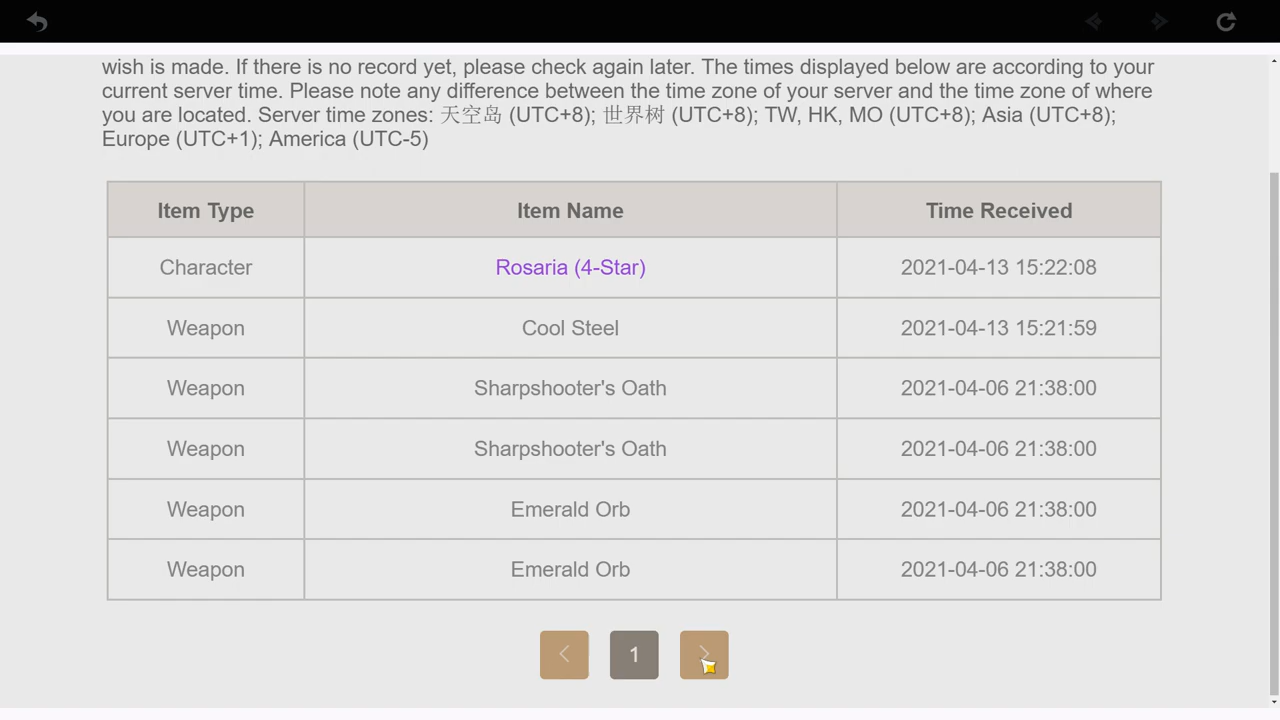 wish is made. If there is no record yet, please check again later. The times displayed below are according to your
current server time. Please note any difference between the time zone of your server and the time zone of where
you are located. Server time zones: 天空岛 (UTC+8); 世界树 (UTC+8); TW, HK, MO (UTC+8); Asia (UTC+8);
Europe (UTC+1); America (UTC-5)
Item Type Item Name Time Received
Character Rosaria (4-Star) 2021-04-13 15:22:08
Weapon Cool Steel 2021-04-13 15:21:59
Weapon Sharpshooter's Oath 2021-04-06 21:38:00
Weapon Sharpshooter's Oath 2021-04-06 21:38:00
Weapon Emerald Orb 2021-04-06 21:38:00
Weapon Emerald Orb 2021-04-06 21:38:00
1